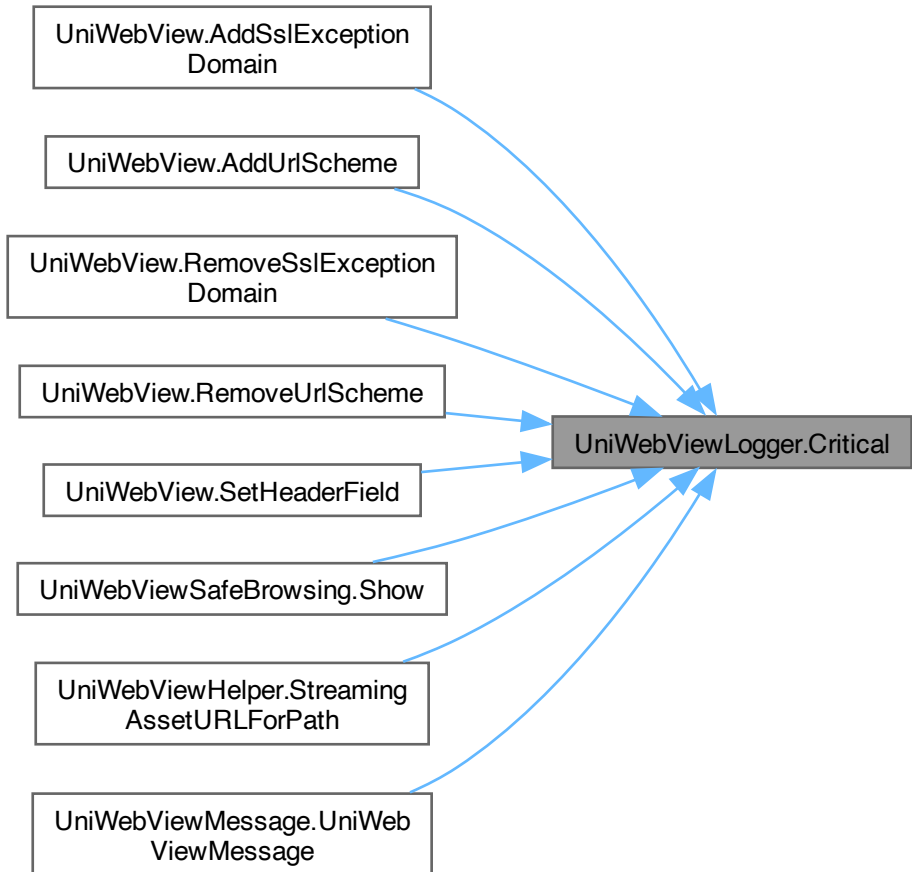 UniWebView.AddSslException
Domain
UniWebView.AddUrlScheme
UniWebView.RemoveSslException
Domain
UniWebView.RemoveUrlScheme
UniWebViewLogger.Critical
UniWebView.SetHeaderField
UniWebViewSafeBrowsing.Show
UniWebViewHelper.Streaming
AssetURLForPath
UniWebViewMessage.UniWeb
ViewMessage